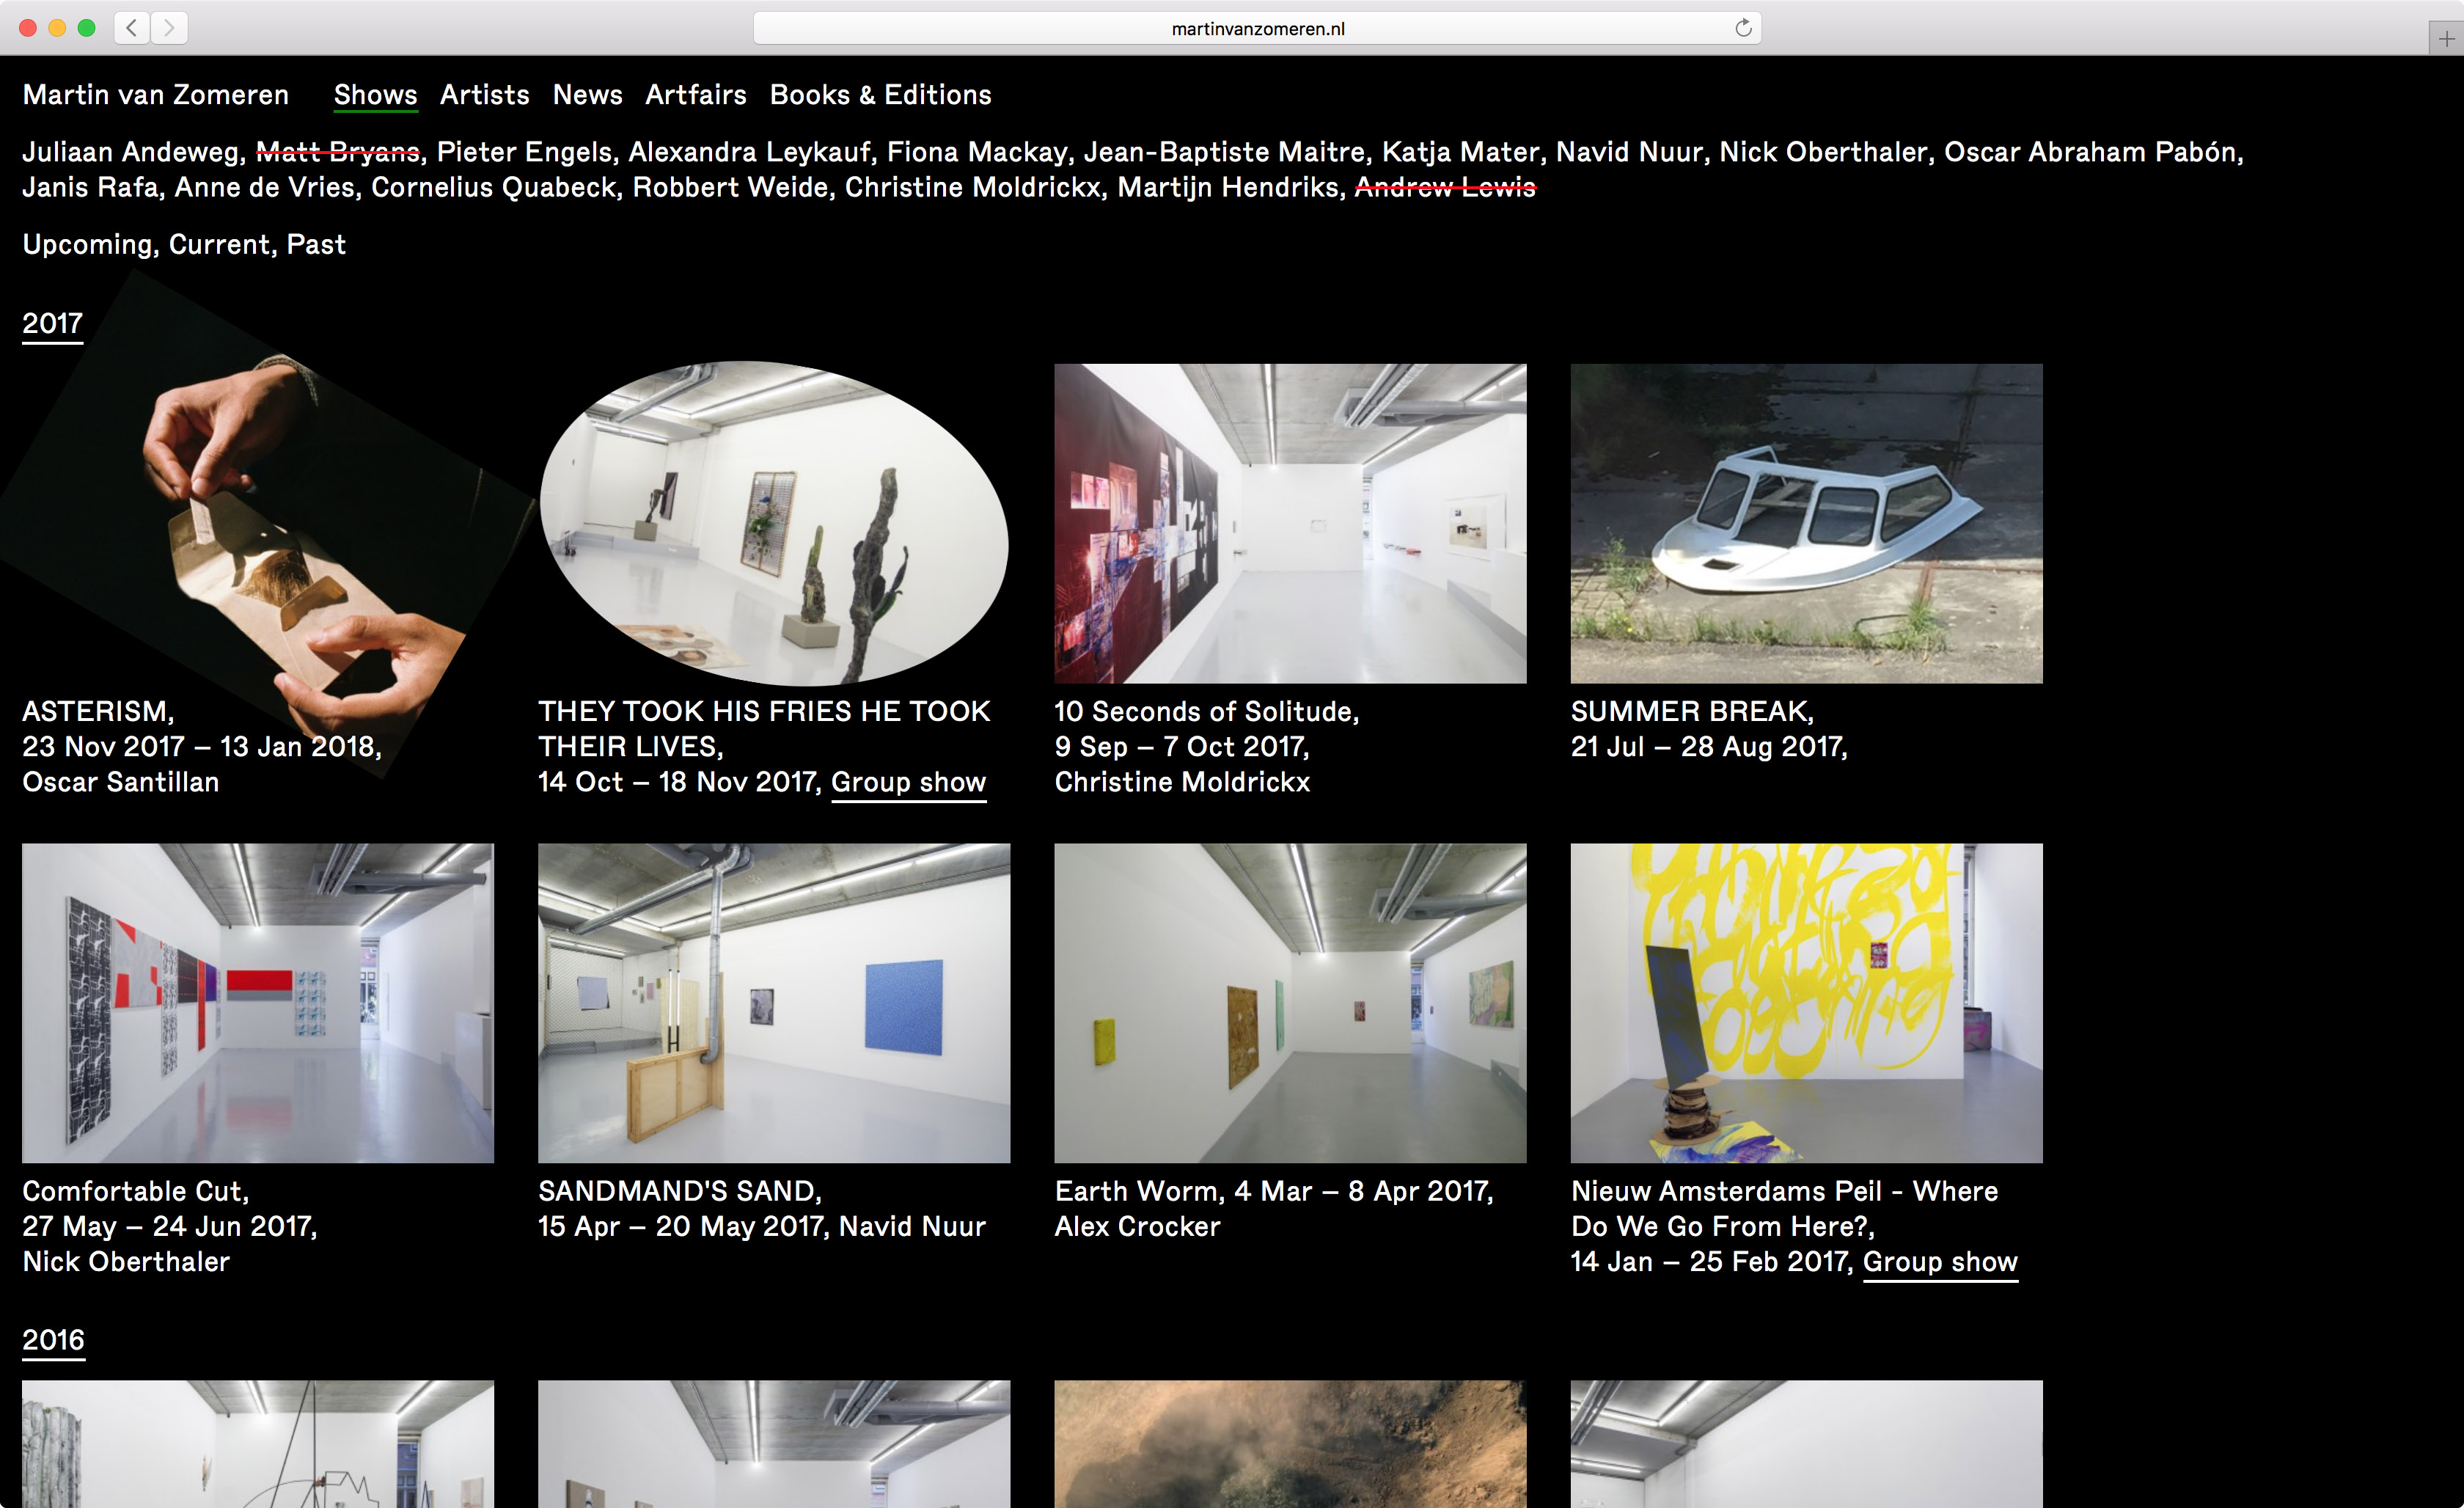 martinvanzomeren.nl
Martin van Zomeren Shows Artists News Artfairs Books & Editions
Juliaan Andeweg, Matt Bryans, Pieter Engels, Alexandra Leykauf, Fiona Mackay, Jean-Baptiste Maitre, Katja Mater, Navid Nuur, Nick Oberthaler, Oscar Abraham Pabón,
Janis Rafa, Anne de Vries, Cornelius Quabeck, Robbert Weide, Christine Moldrickx, Martijn Hendriks, Andrew Lewis
Upcoming, Current, Past
2017
ASTERISM,
23 Nov 2017 – 13 Jan 2018,
Oscar Santillan
THEY TOOK HIS FRIES HE TOOK
THEIR LIVES,
14 Oct – 18 Nov 2017, Group show
10 Seconds of Solitude,
9 Sep – 7 Oct 2017,
Christine Moldrickx
SUMMER BREAK,
21 Jul – 28 Aug 2017,
Comfortable Cut,
27 May – 24 Jun 2017,
Nick Oberthaler
SANDMAND'S SAND,
15 Apr – 20 May 2017, Navid Nuur
Earth Worm, 4 Mar – 8 Apr 2017,
Alex Crocker
Nieuw Amsterdams Peil - Where
Do We Go From Here?,
14 Jan – 25 Feb 2017, Group show
2016